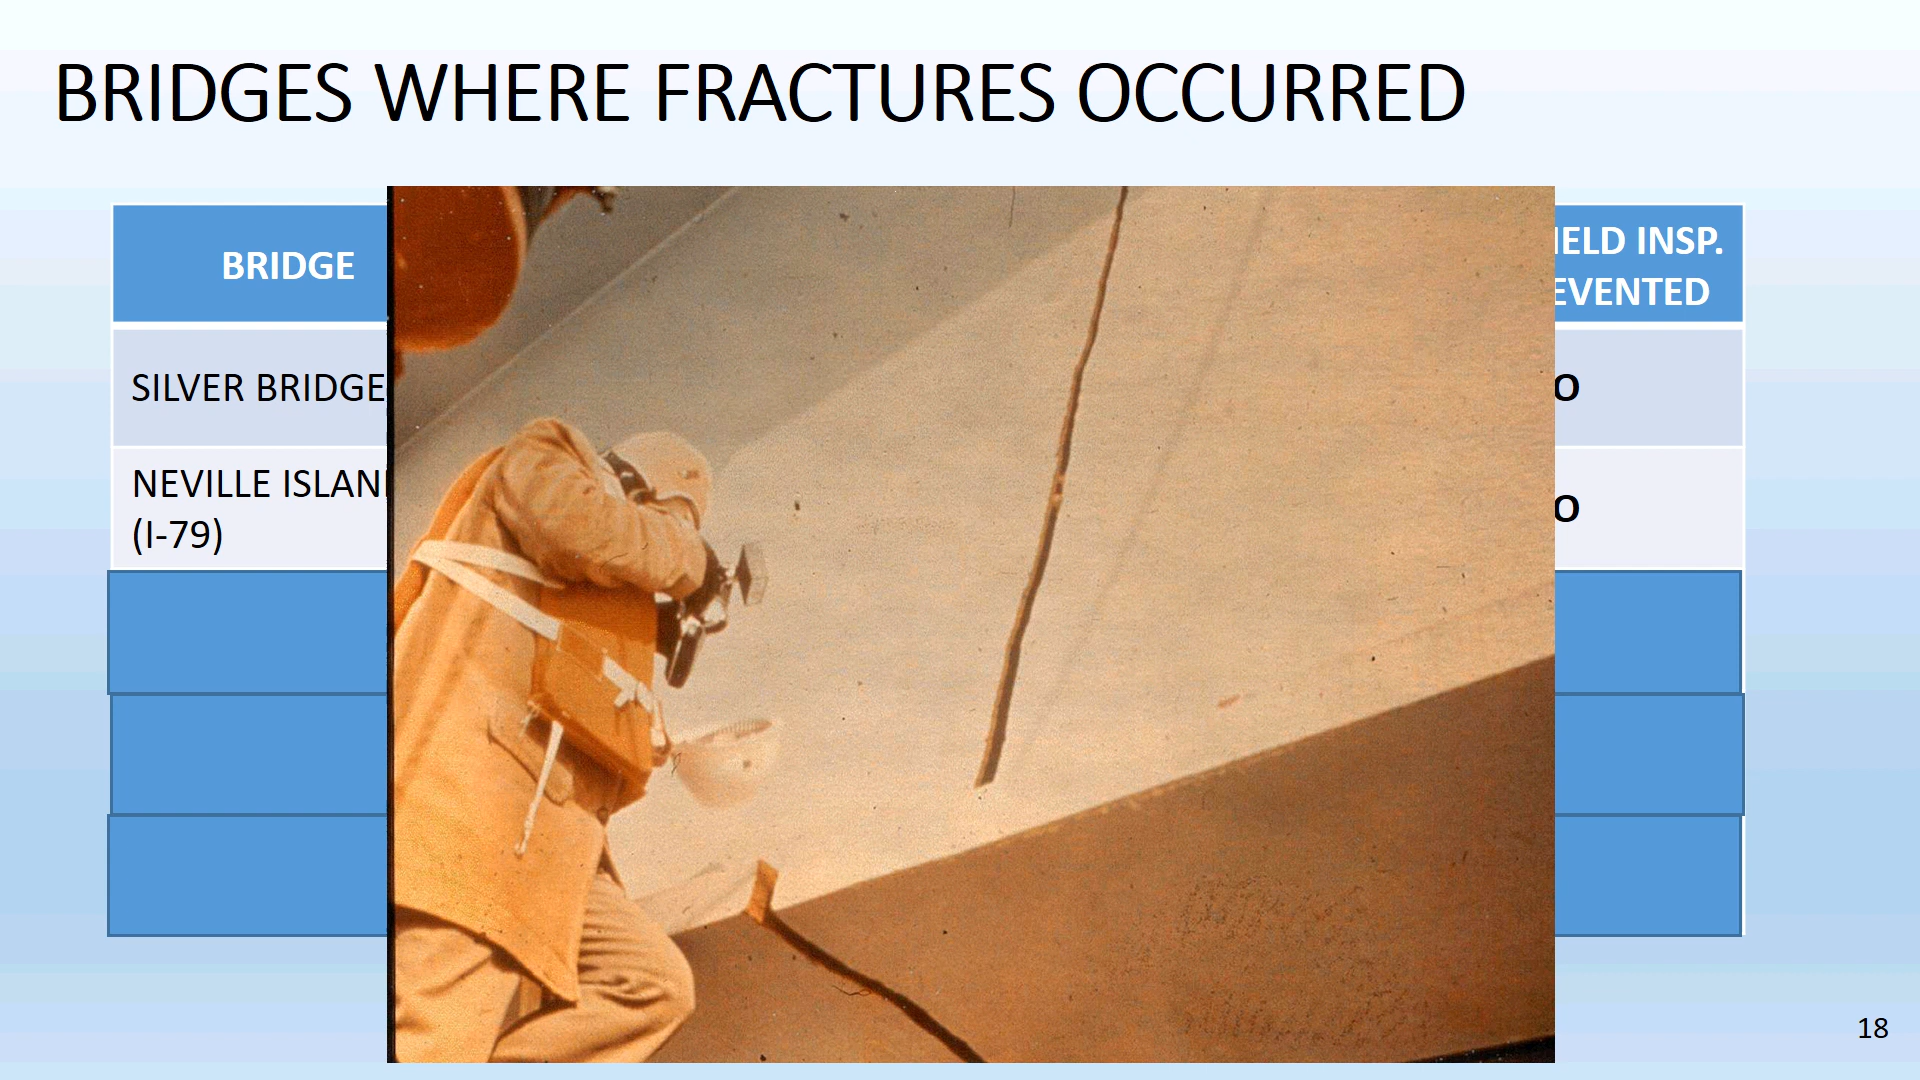 BRIDGES WHERE FRACTURES OCCURRED
BRIDGE
IELD INSP.
EVENTED
SILVER BRIDGE
O
NEVILLE ISLAN
(I-79)
O
18